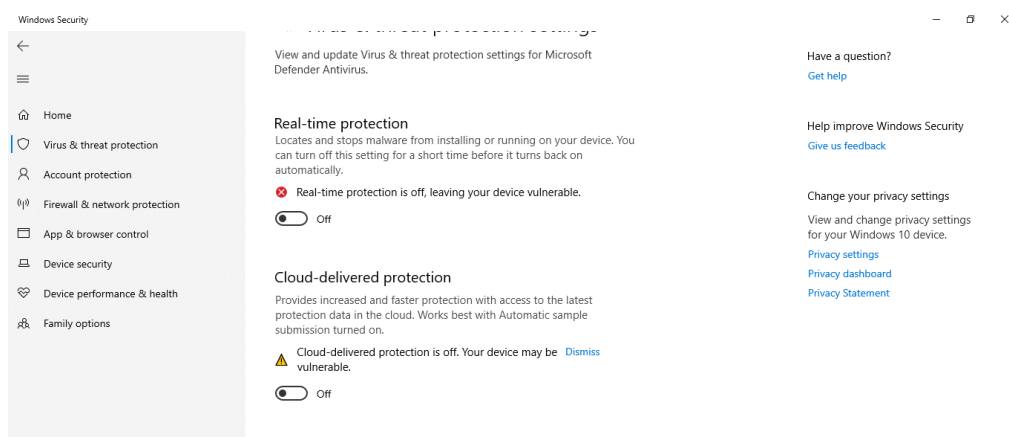 Windows Security
Virus & threat protection settings
View and update Virus & threat protection settings for Microsoft
Defender Antivirus.
Home
Virus & threat protection
Account protection
Firewall & network protection
App & browser control
Device security
Device performance & health
Family options
Real-time protection
Locates and stops malware from installing or running on your device. You
can turn off this setting for a short time before it turns back on
automatically.
Real-time protection is off, leaving your device vulnerable.
Off
Cloud-delivered protection
Provides increased and faster protection with access to the latest
protection data in the cloud. Works best with Automatic sample
submission turned on.
Cloud-delivered protection is off. Your device may be Dismiss
vulnerable.
Off
Have a question?
Get help
Help improve Windows Security
Give us feedback
Change your privacy settings
View and change privacy settings
for your Windows 10 device.
Privacy settings
Privacy dashboard
Privacy Statement